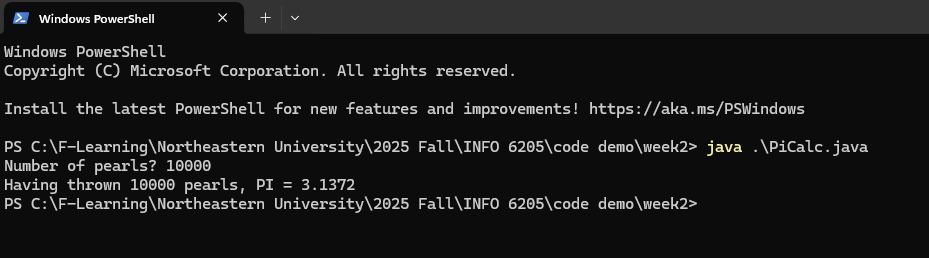 Windows PowerShell
Windows PowerShell
Copyright (C) Microsoft Corporation. All rights reserved.
Install the latest PowerShell for new features and improvements! https://aka.ms/PSWindows
PS C:\F-Learning\Northeastern University\2025 Fall\INFO 6205\code demo\week2> java .\PiCalc.java
Number of pearls? 10000
Having thrown 10000 pearls, PI = 3.1372
PS C:\F-Learning\Northeastern University\2025 Fall\INFO 6205\code demo\week2>